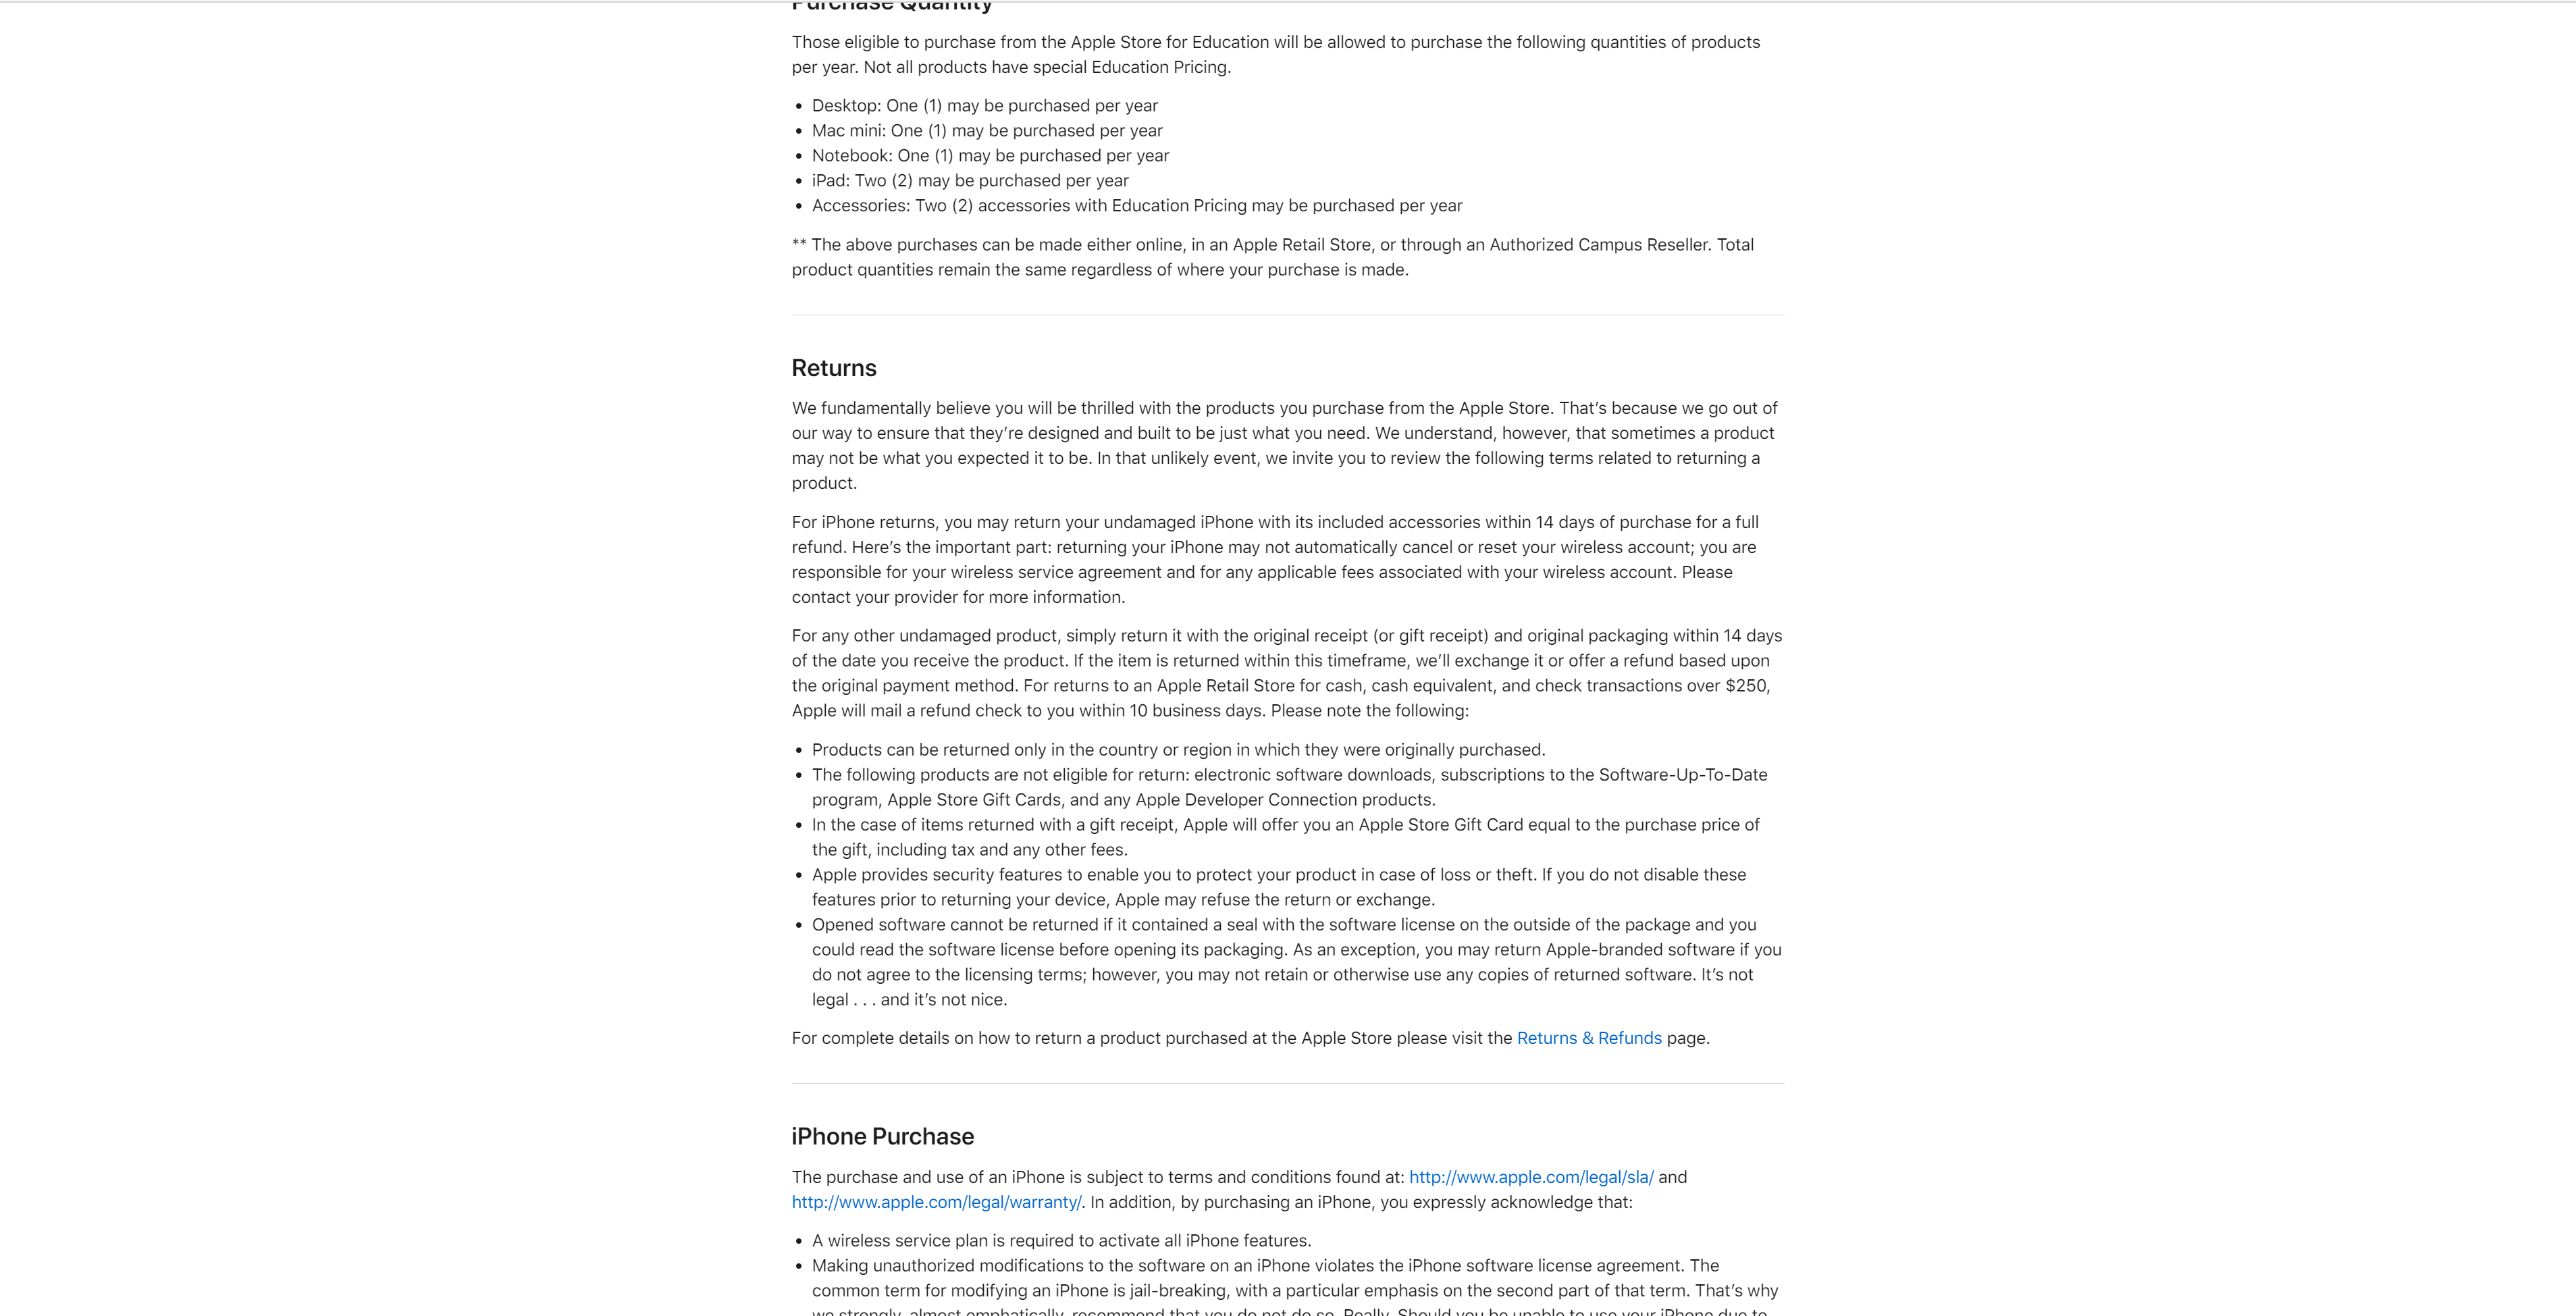 Purchase Quantity
Those eligible to purchase from the Apple Store for Education will be allowed to purchase the following quantities of products
per year. Not all products have special Education Pricing.
• Desktop: One (1) may be purchased per year
• Mac mini: One (1) may be purchased per year
• Notebook: One (1) may be purchased per year
• iPad: Two (2) may be purchased per year
• Accessories: Two (2) accessories with Education Pricing may be purchased per year
** The above purchases can be made either online, in an Apple Retail Store, or through an Authorized Campus Reseller. Total
product quantities remain the same regardless of where your purchase is made.
Returns
We fundamentally believe you will be thrilled with the products you purchase from the Apple Store. That’s because we go out of
our way to ensure that they’re designed and built to be just what you need. We understand, however, that sometimes a product
may not be what you expected it to be. In that unlikely event, we invite you to review the following terms related to returning a
product.
For iPhone returns, you may return your undamaged iPhone with its included accessories within 14 days of purchase for a full
refund. Here’s the important part: returning your iPhone may not automatically cancel or reset your wireless account; you are
responsible for your wireless service agreement and for any applicable fees associated with your wireless account. Please
contact your provider for more information.
For any other undamaged product, simply return it with the original receipt (or gift receipt) and original packaging within 14 days
of the date you receive the product. If the item is returned within this timeframe, we’ll exchange it or offer a refund based upon
the original payment method. For returns to an Apple Retail Store for cash, cash equivalent, and check transactions over $250,
Apple will mail a refund check to you within 10 business days. Please note the following:
• Products can be returned only in the country or region in which they were originally purchased.
• The following products are not eligible for return: electronic software downloads, subscriptions to the Software-Up-To-Date
program, Apple Store Gift Cards, and any Apple Developer Connection products.
• In the case of items returned with a gift receipt, Apple will offer you an Apple Store Gift Card equal to the purchase price of
the gift, including tax and any other fees.
• Apple provides security features to enable you to protect your product in case of loss or theft. If you do not disable these
features prior to returning your device, Apple may refuse the return or exchange.
• Opened software cannot be returned if it contained a seal with the software license on the outside of the package and you
could read the software license before opening its packaging. As an exception, you may return Apple-branded software if you
do not agree to the licensing terms; however, you may not retain or otherwise use any copies of returned software. It’s not
legal . . . and it’s not nice.
For complete details on how to return a product purchased at the Apple Store please visit the Returns & Refunds page.
iPhone Purchase
The purchase and use of an iPhone is subject to terms and conditions found at: http://www.apple.com/legal/sla/ and
http://www.apple.com/legal/warranty/. In addition, by purchasing an iPhone, you expressly acknowledge that:
• A wireless service plan is required to activate all iPhone features.
• Making unauthorized modifications to the software on an iPhone violates the iPhone software license agreement. The
common term for modifying an iPhone is jail-breaking, with a particular emphasis on the second part of that term. That’s why
we strongly, almost emphatically, recommend that you do not do so. Really. Should you be unable to use your iPhone due to